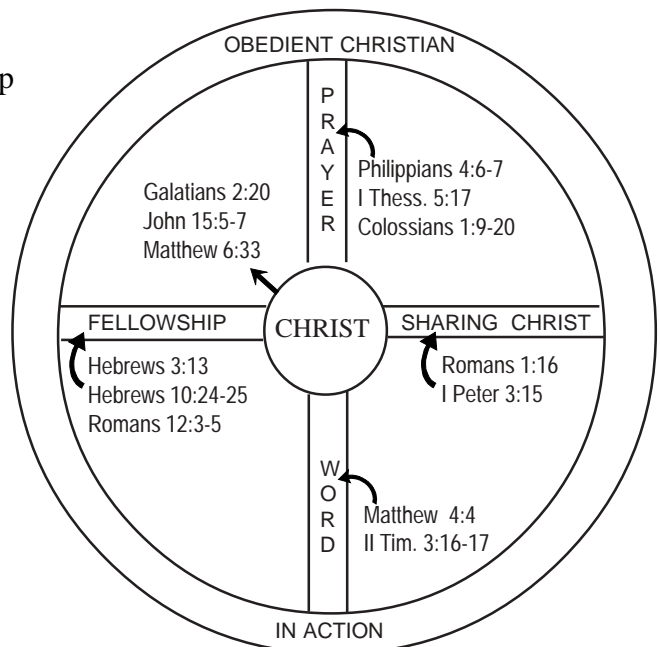 OBEDIENT CHRISTIAN
p
PRAYER
Philippians 4:6-7
I Thess. 5:17
Colossians 1:9-20
Galatians 2:20
John 15:5-7
Matthew 6:33
FELLOWSHIP
CHRIST
SHARING CHRIST
Hebrews 3:13
Hebrews 10:24-25
Romans 12:3-5
Romans 1:16
I Peter 3:15
WORD
Matthew 4:4
II Tim. 3:16-17
IN ACTION